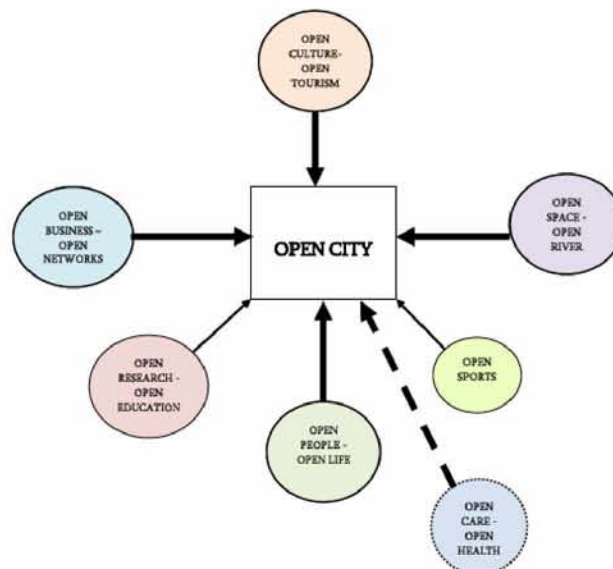 OPEN
CULTURE-
OPEN
TOURISM
OPEN
BUSINESS –
OPEN
NETWORKS
OPEN CITY
OPEN
SPACE -
OPEN
RIVER
OPEN
RESEARCH -
OPEN
EDUCATION
OPEN
PEOPLE -
OPEN LIFE
OPEN
SPORTS
OPEN
CARE -
OPEN
HEALTH